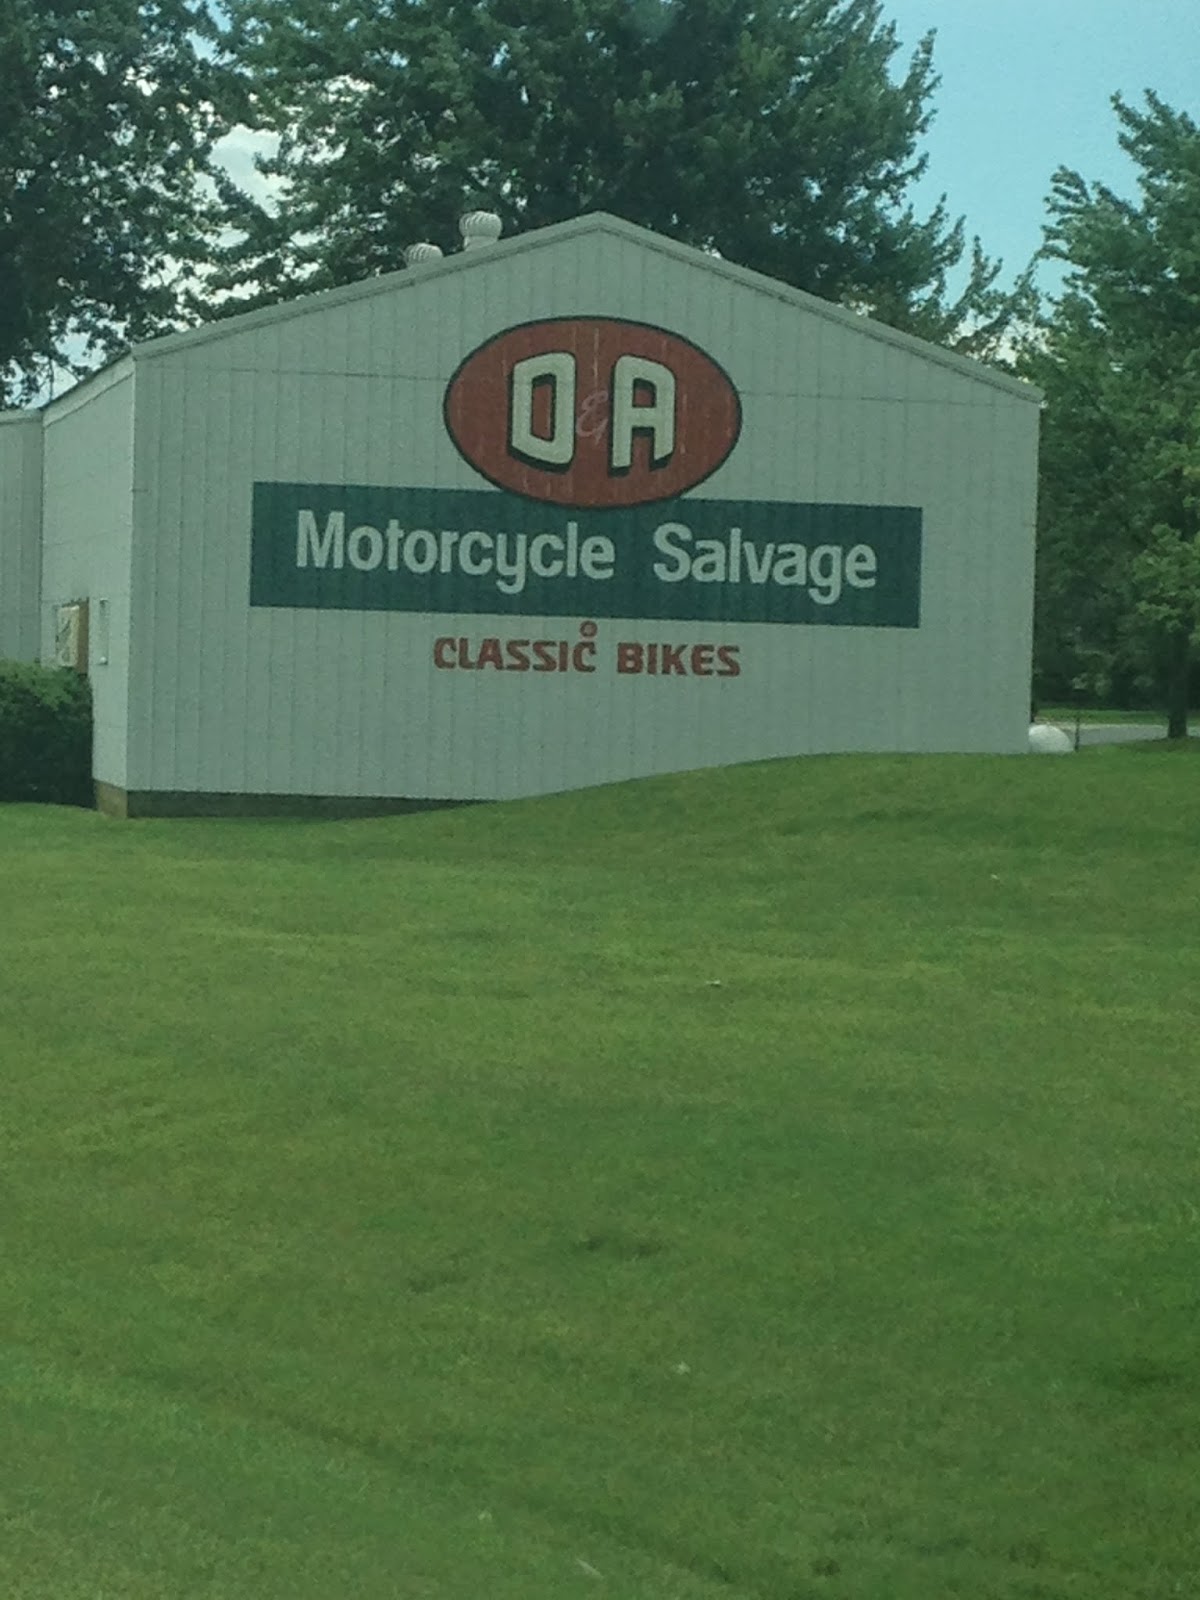 D & A
Motorcycle Salvage
CLASSIC BIKES